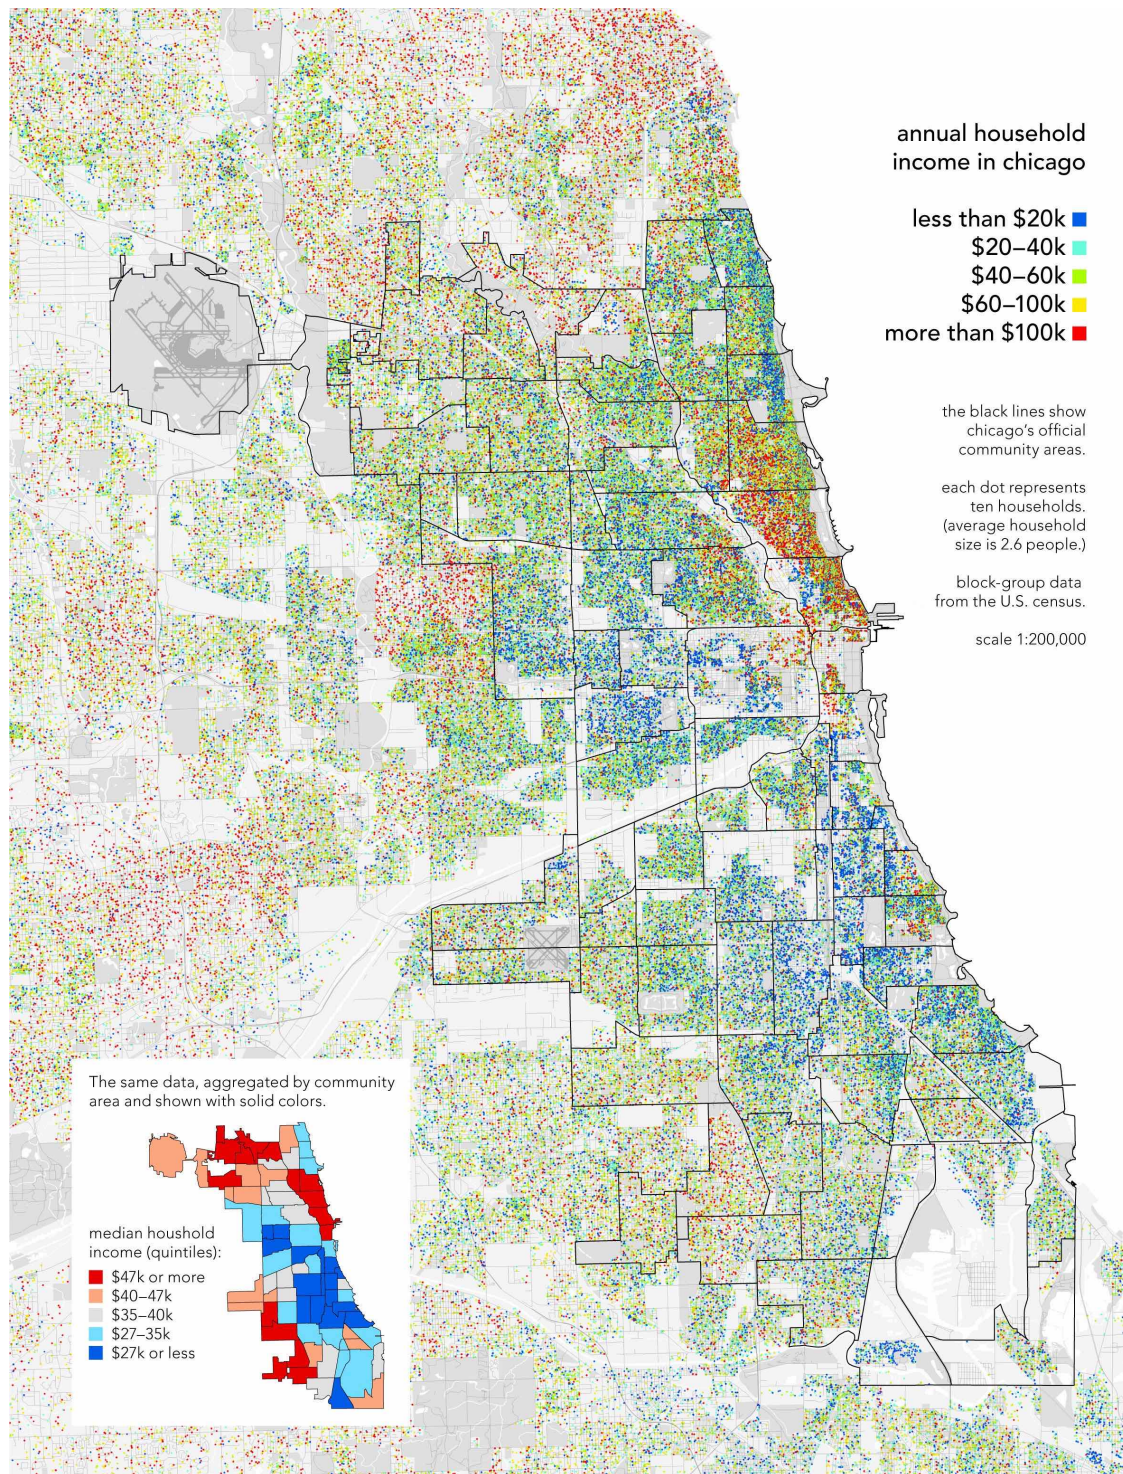 annual household
income in chicago
less than $20k
$20–40k
$40–60k
$60–100k
more than $100k
the black lines show
chicago's official
community areas.
each dot represents
ten households.
(average household
size is 2.6 people.)
block-group data
from the U.S. census.
scale 1:200,000
The same data, aggregated by community
area and shown with solid colors.
median houshold
income (quintiles):
$47k or more
$40–47k
$35–40k
$27–35k
$27k or less